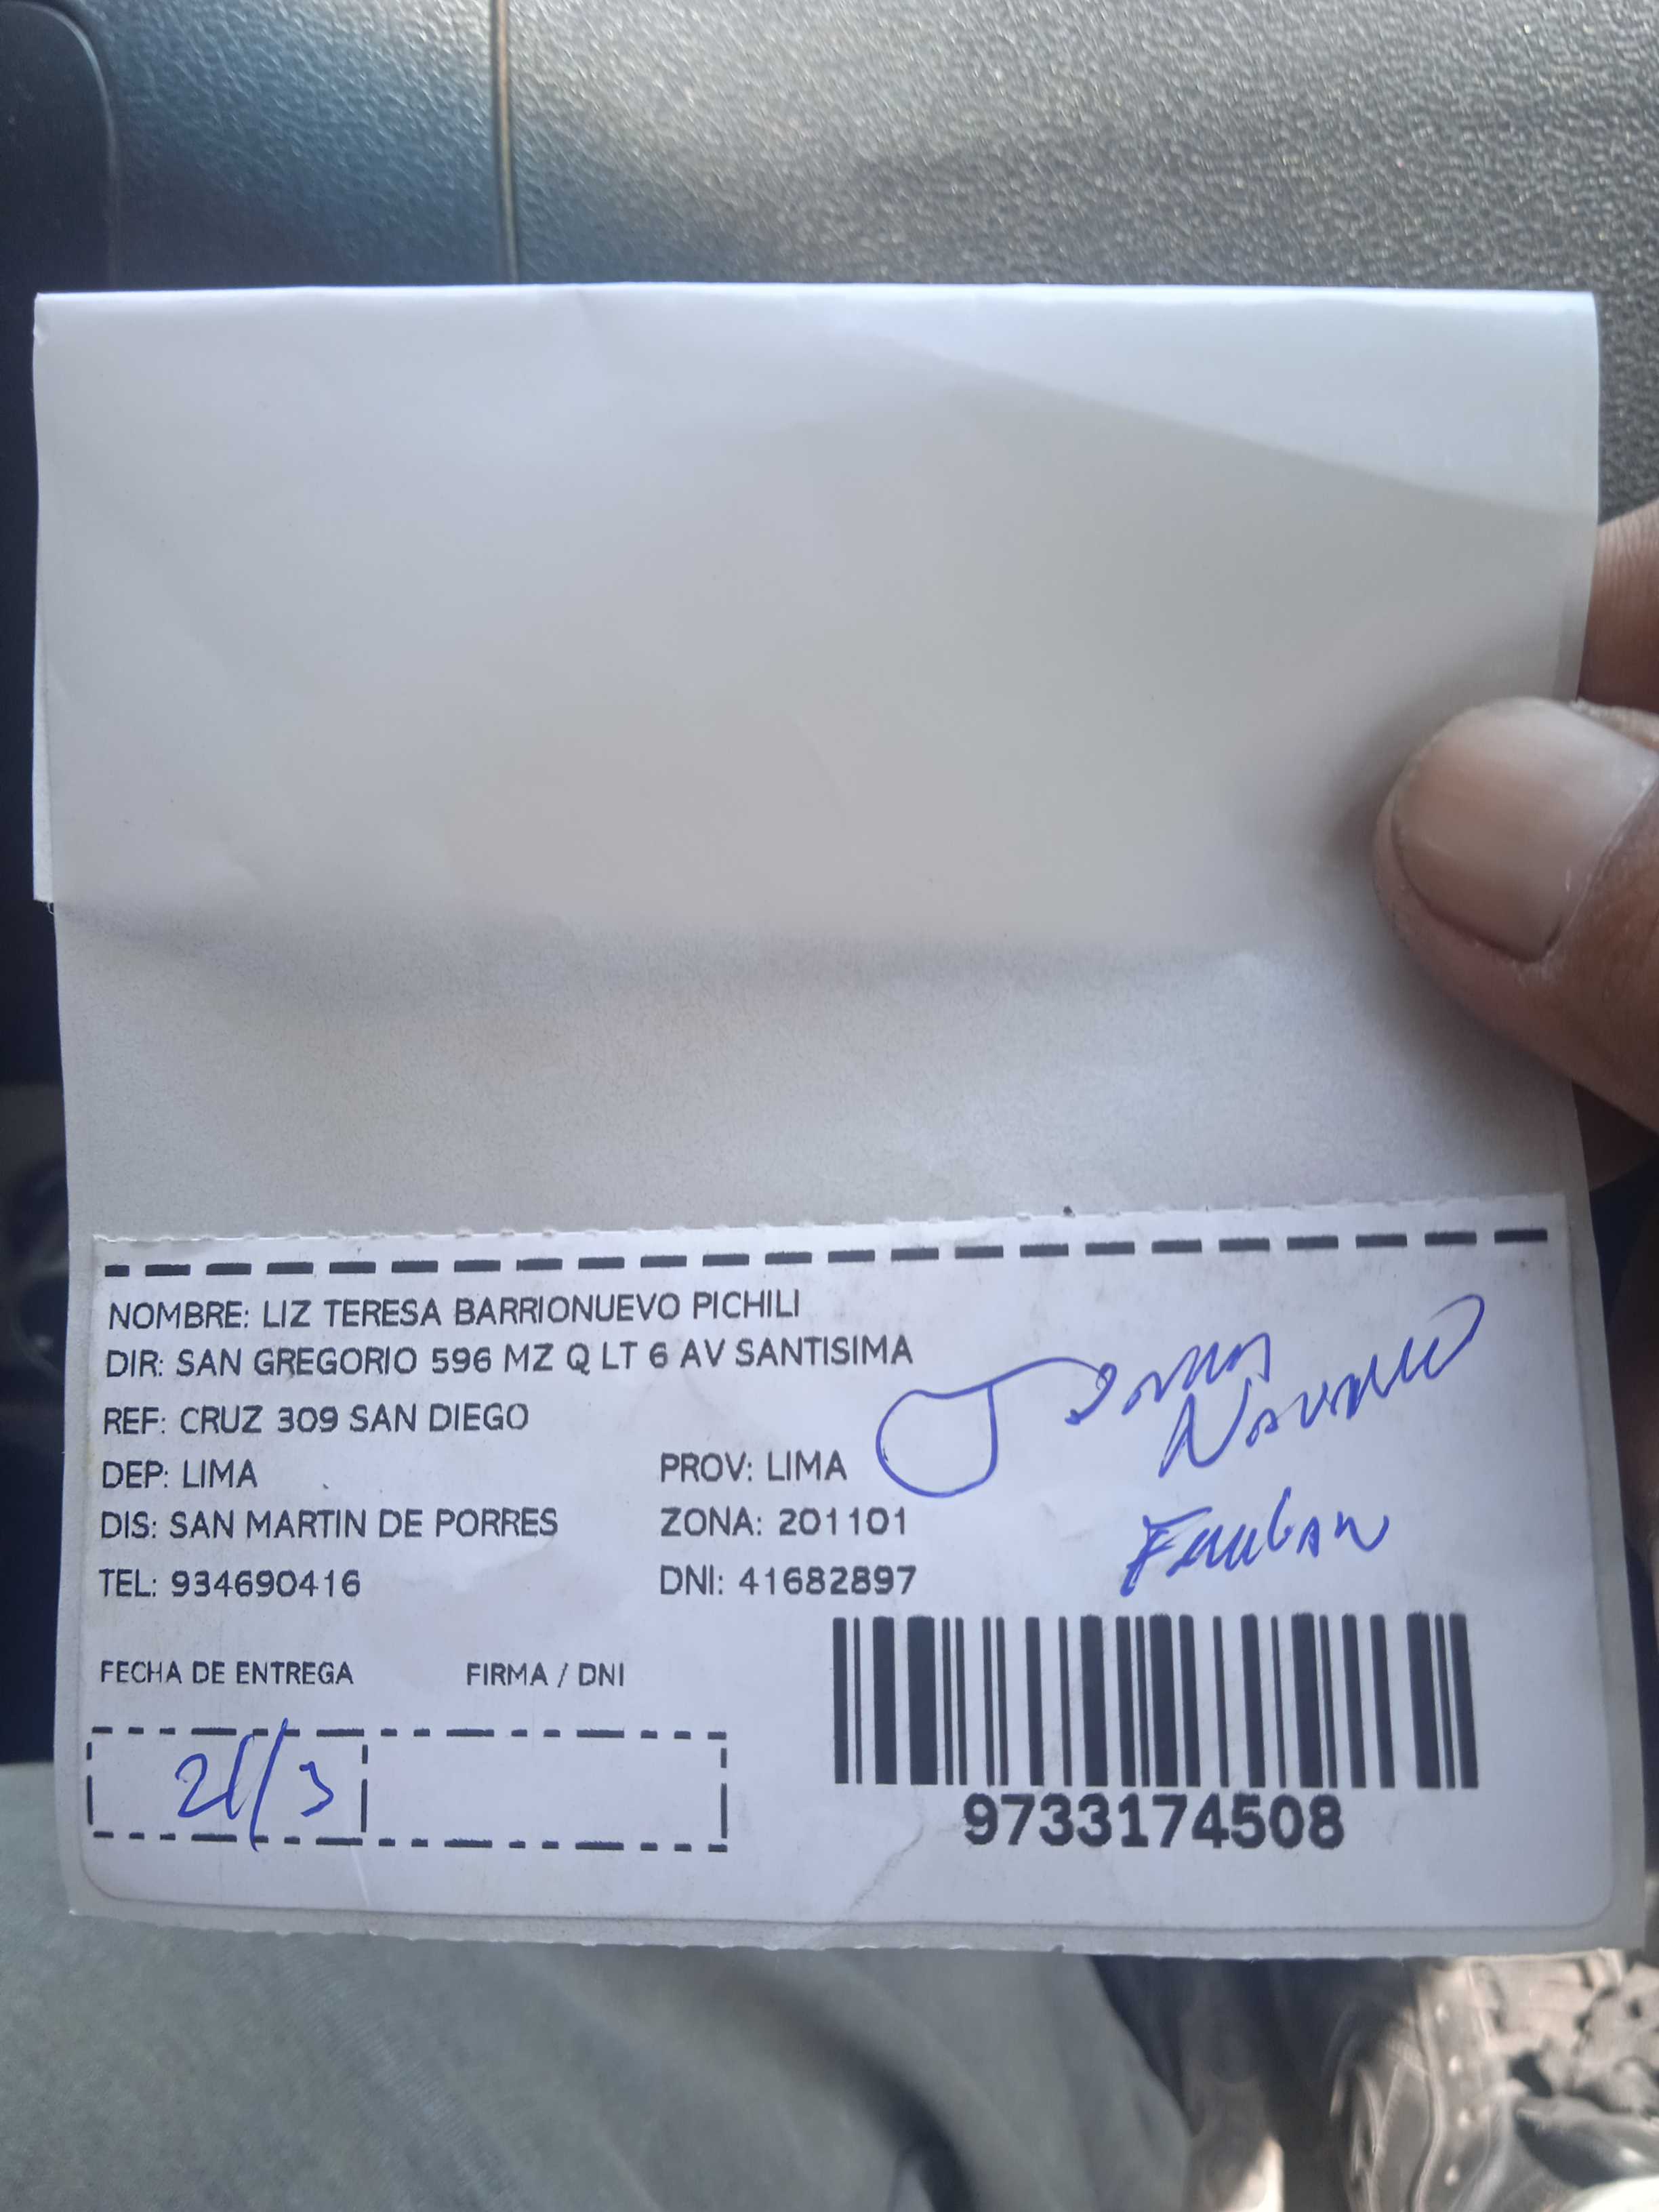 NOMBRE: LIZ TERESA BARRIONUEVO PICHILI
DIR: SAN GREGORIO 596 MZ Q LT 6 AV SANTISIMA
REF: CRUZ 309 SAN DIEGO
DEP: LIMA PROV: LIMA
DIS: SAN MARTIN DE PORRES ZONA: 201101
TEL: 934690416 DNI: 41682897
FECHA DE ENTREGA FIRMA / DNI
21/3
9733174508